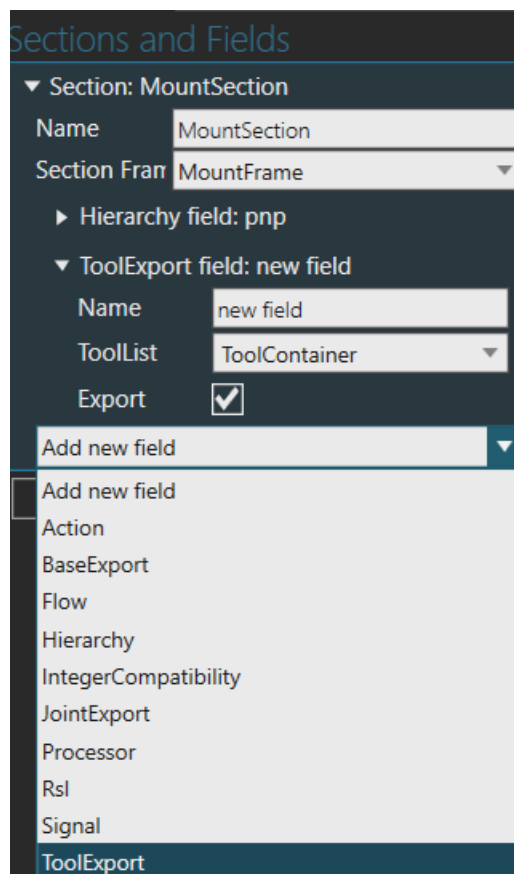 Sections and Fields
Section: MountSection
Name MountSection
Section Fram MountFrame
Hierarchy field: pnp
ToolExport field: new field
Name new field
ToolList ToolContainer
Export
Add new field
Add new field
Action
BaseExport
Flow
Hierarchy
IntegerCompatibility
JointExport
Processor
Rsl
Signal
ToolExport